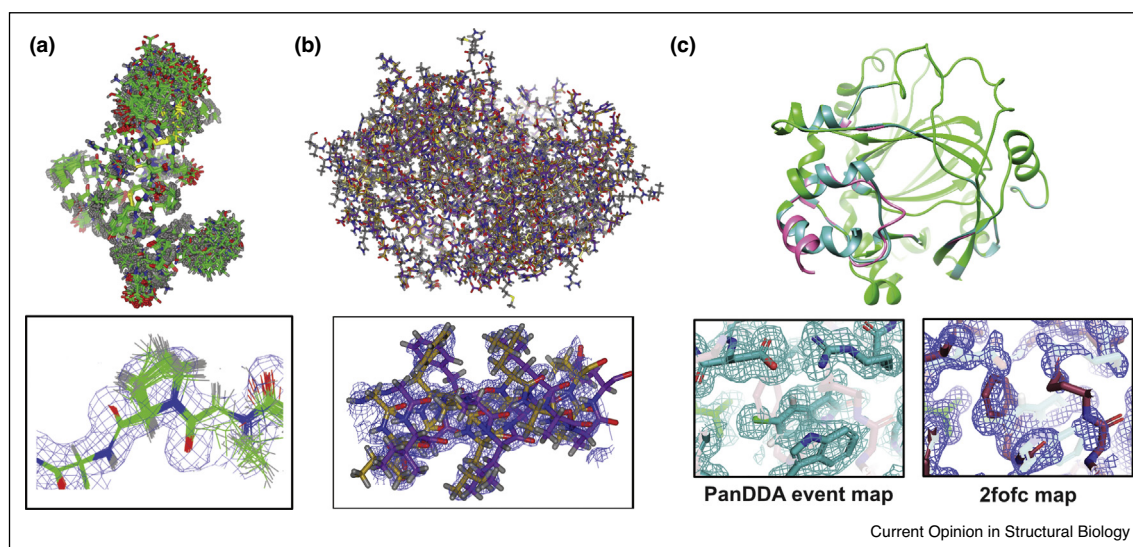 (a)
(b)
(c)
PanDDA event map
2fofc map
Current Opinion in Structural Biology